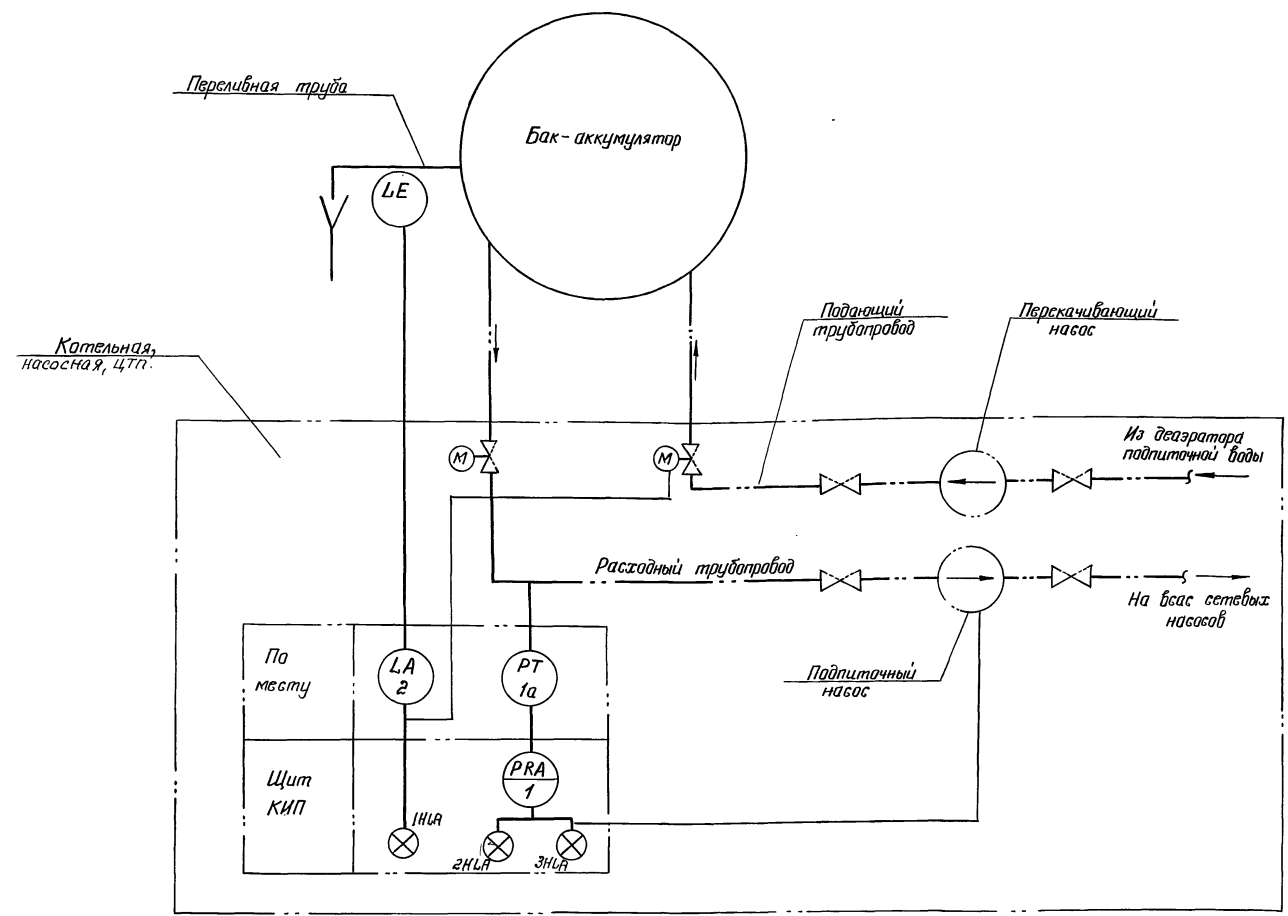 Переливная труба
Бак-аккумулятор
LE
Подающий
трубопровод
Перекачивающий
насос
Котельная,
насосная, ЦТП.
Из деаэратора
подпиточной воды
M
M
Расходный трубопровод
На всас сетевых
насосов
Подпиточный
насос
По
месту
LA
2
PT
1а
Щит
КИП
PRA
1
1HLA
2HLA
3HLA